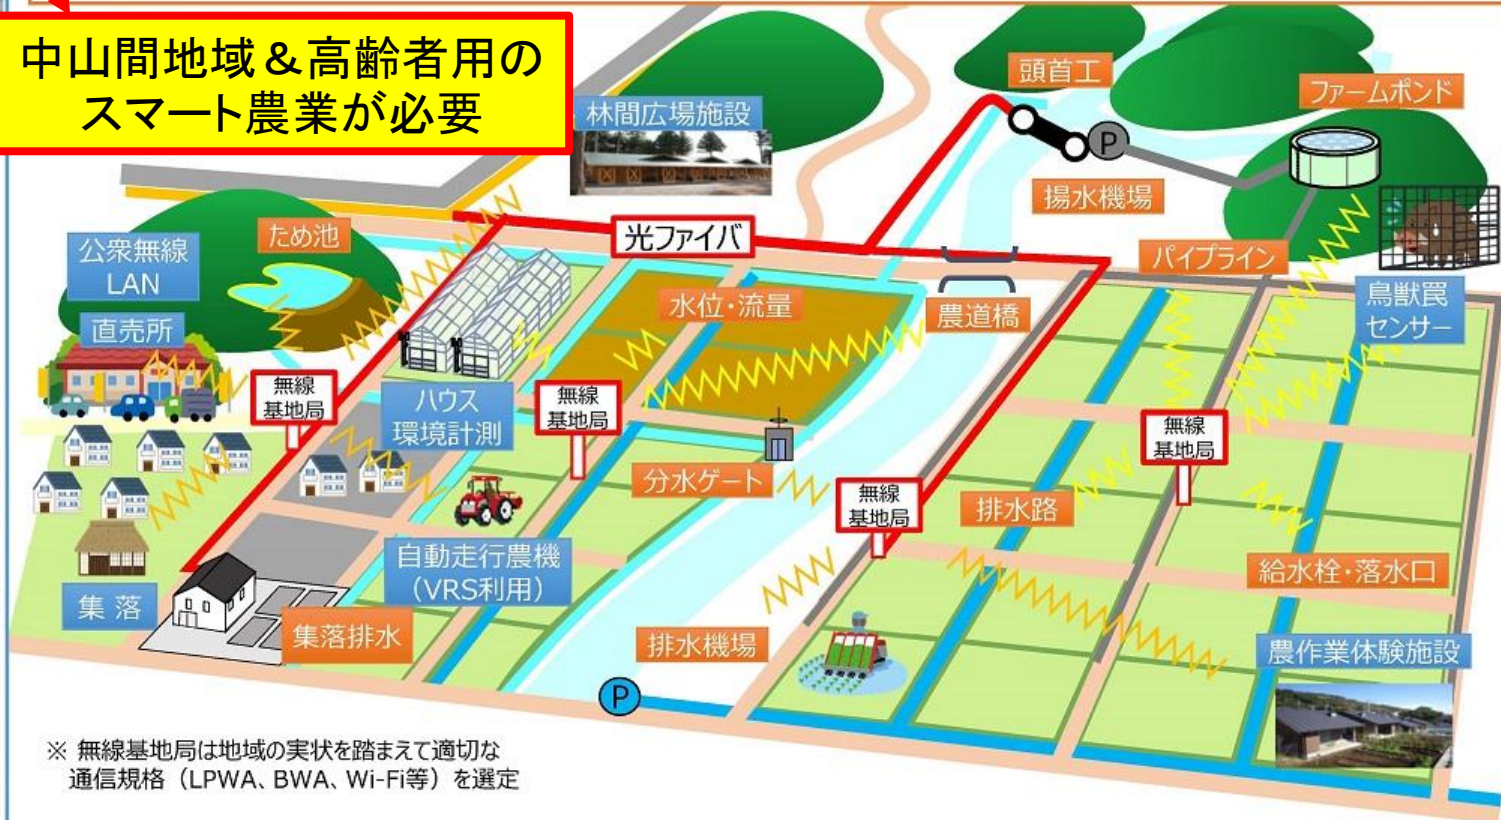 中山間地域＆高齢者用の
スマート農業が必要
林間広場施設
頭首工
ファームポンド
P
揚水機場
ため池
光ファイバ
公衆無線
LAN
パイプライン
直売所
水位・流量
農道橋
鳥獣罠
センサー
無線
基地局
ハウス
環境計測
無線
基地局
無線
基地局
分水ゲート
無線
基地局
排水路
自動走行農機
（VRS利用）
給水栓・落水口
集 落
集落排水
排水機場
農作業体験施設
P
※ 無線基地局は地域の実状を踏まえて適切な
通信規格（LPWA、BWA、Wi-Fi等）を選定